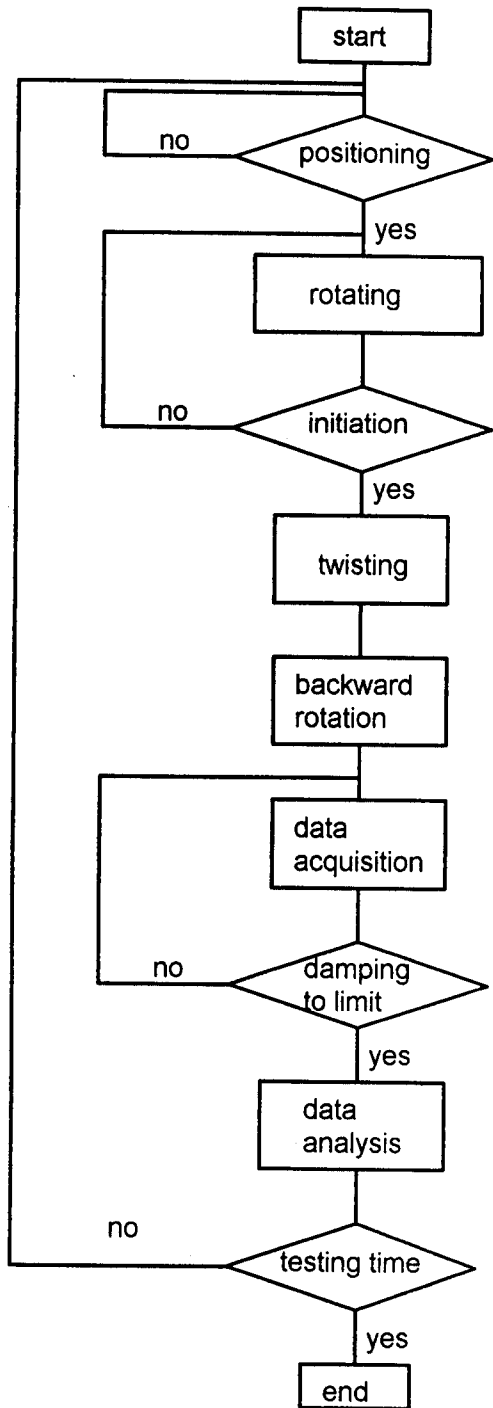 start
no
positioning
yes
rotating
no
initiation
yes
twisting
backward
rotation
data
acquisition
no
damping
to limit
yes
data
analysis
no
testing time
yes
end